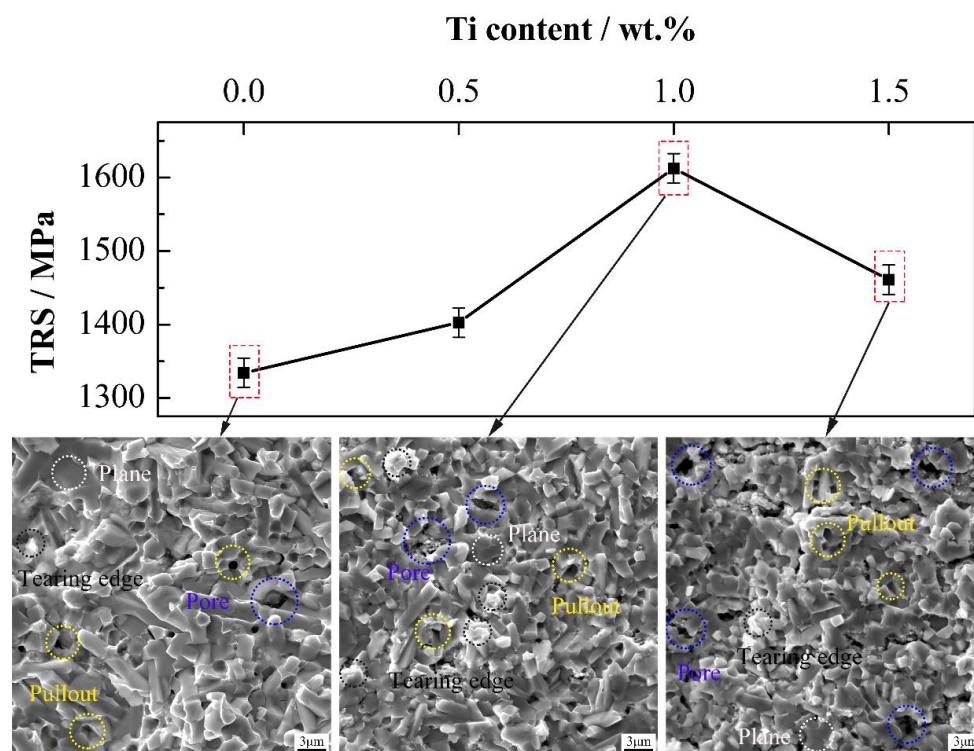 Ti content / wt.%
0.0 0.5 1.0 1.5
TRS / MPa
1600
1500
1400
1300
Plane
Tearing edge
Pore
Pullout
3μm
Plane
Pore
Pullout
Tearing edge
3μm
Pullout
Pore
Tearing edge
Plane
3μm